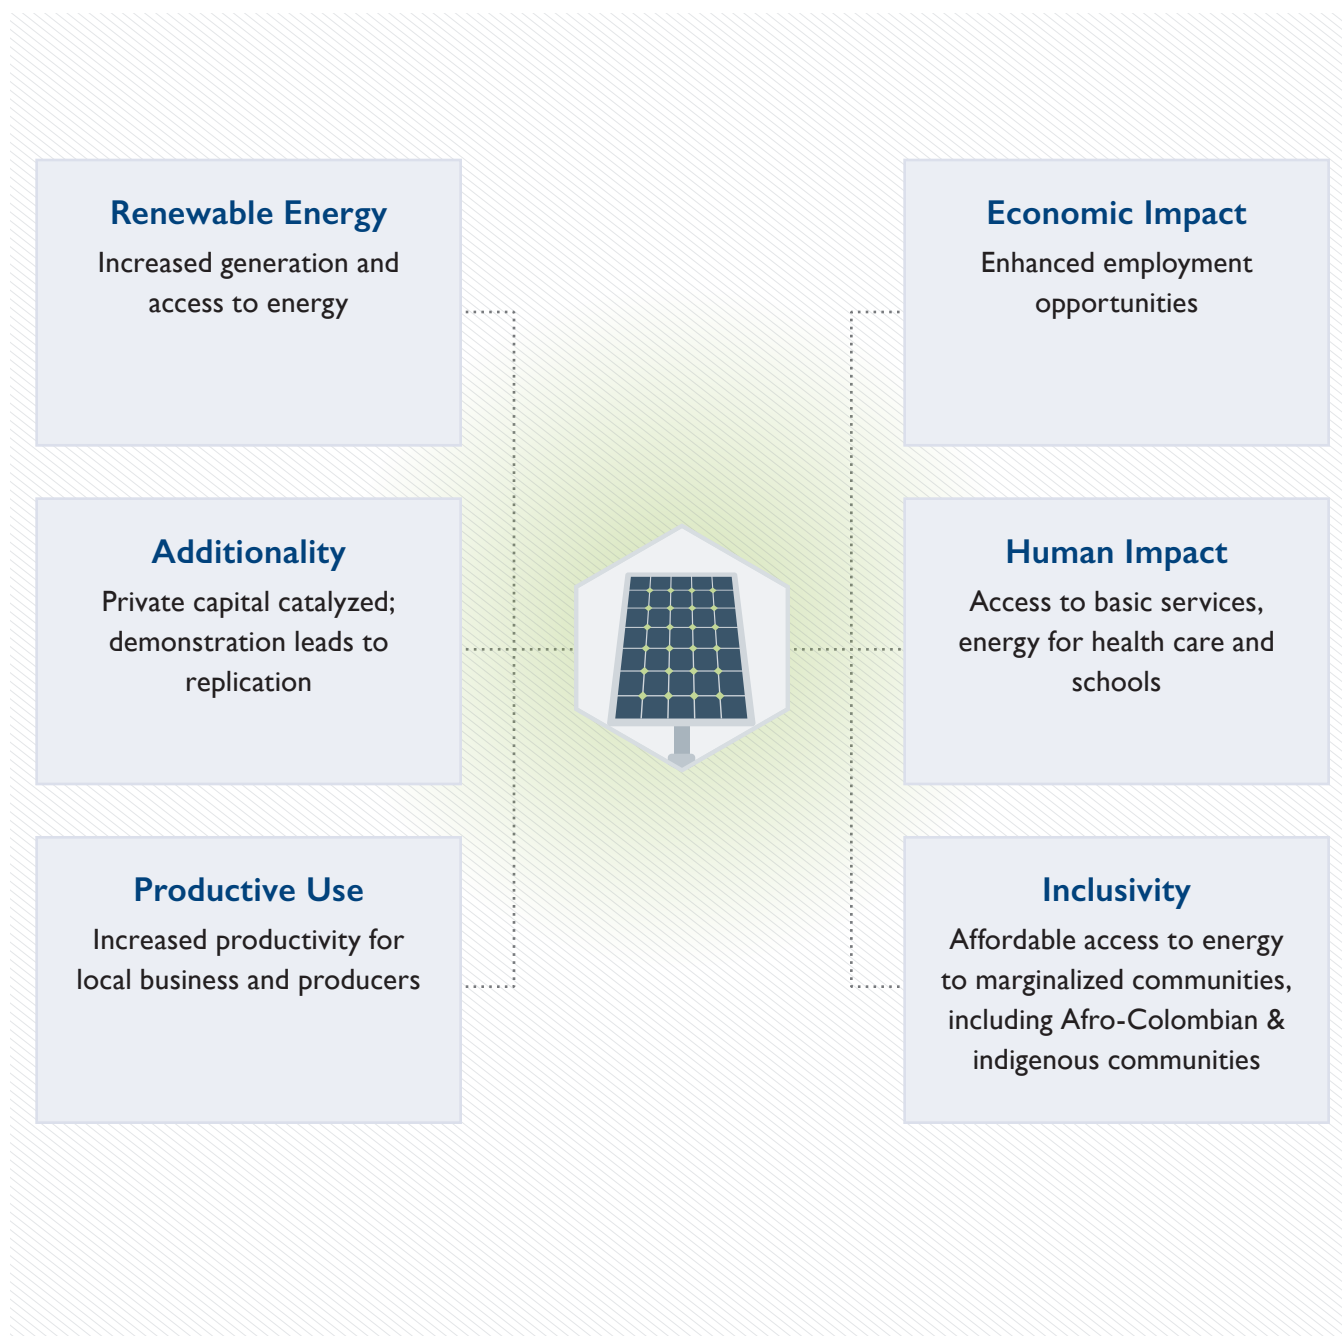 Renewable Energy
Increased generation and
access to energy
Additionality
Private capital catalyzed;
demonstration leads to
replication
Productive Use
Increased productivity for
local business and producers
Economic Impact
Enhanced employment
opportunities
Human Impact
Access to basic services,
energy for health care and
schools
Inclusivity
Affordable access to energy
to marginalized communities,
including Afro-Colombian &
indigenous communities